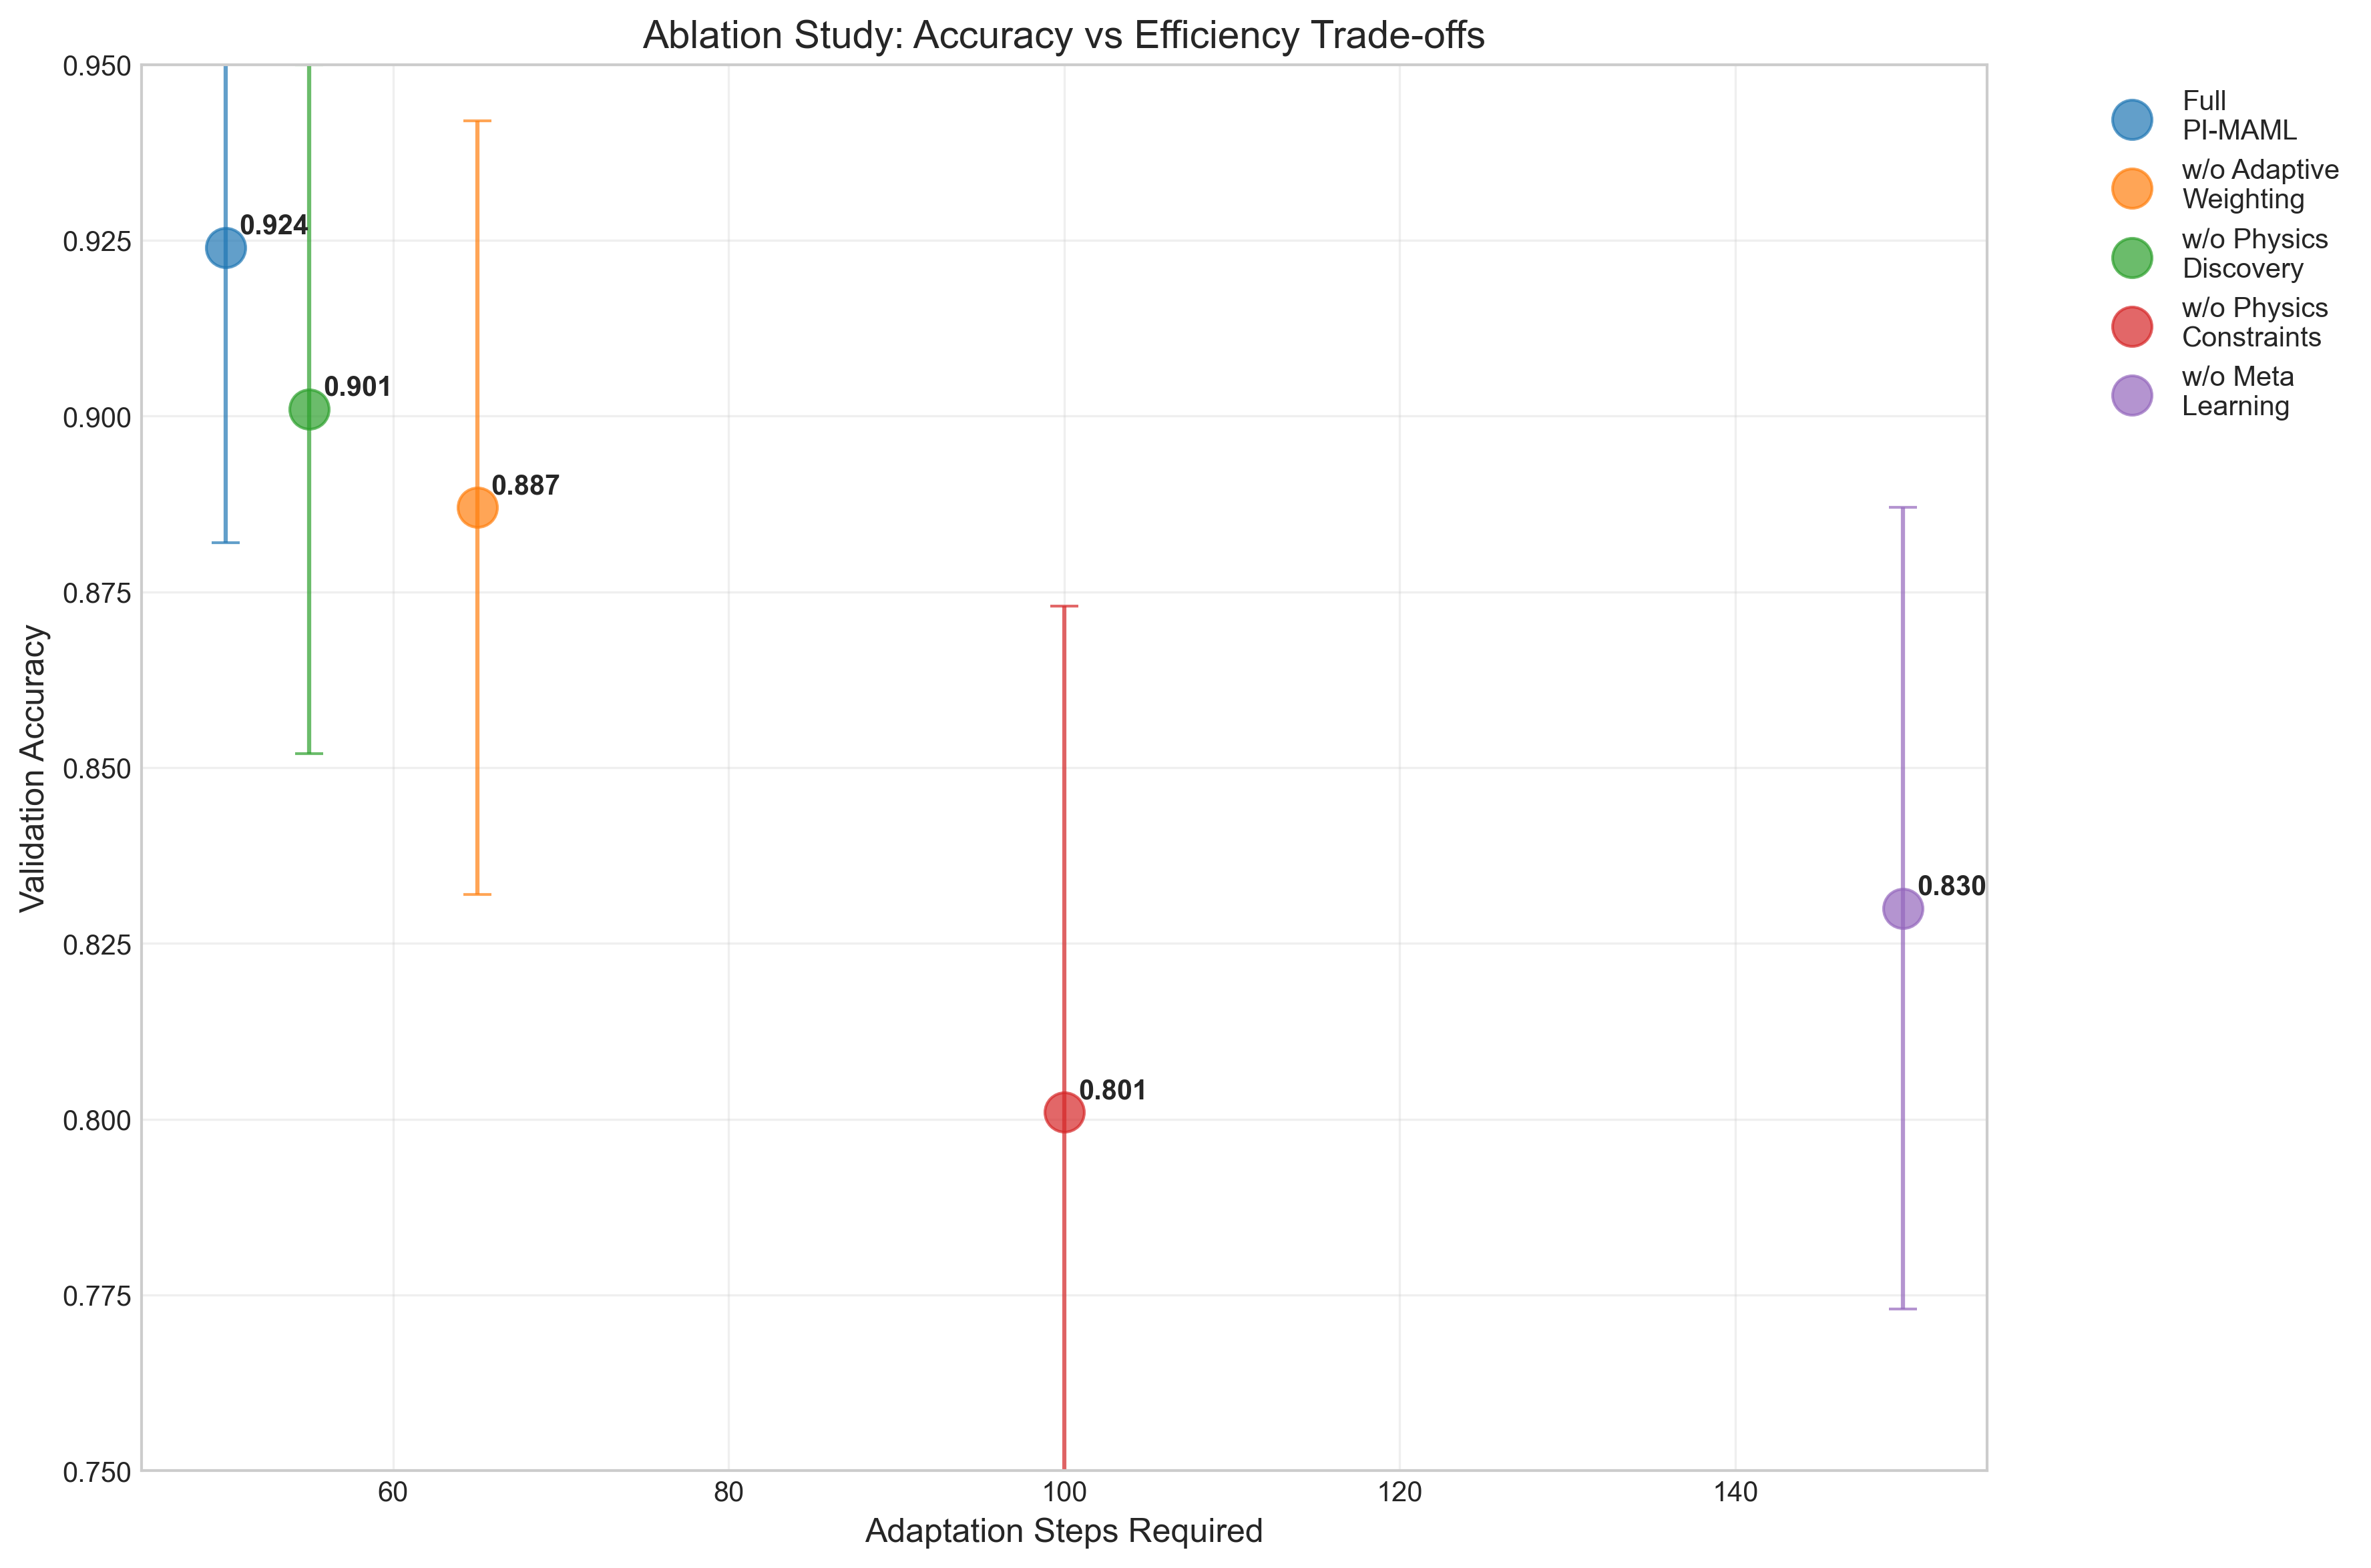 Ablation Study: Accuracy vs Efficiency Trade-offs
0.950
0.925
0.900
0.875
0.850
0.825
0.800
0.775
0.750
Validation Accuracy
0.924
0.901
0.887
0.801
0.830
60
80
100
120
140
Adaptation Steps Required
Full
PI-MAML
w/o Adaptive
Weighting
w/o Physics
Discovery
w/o Physics
Constraints
w/o Meta
Learning